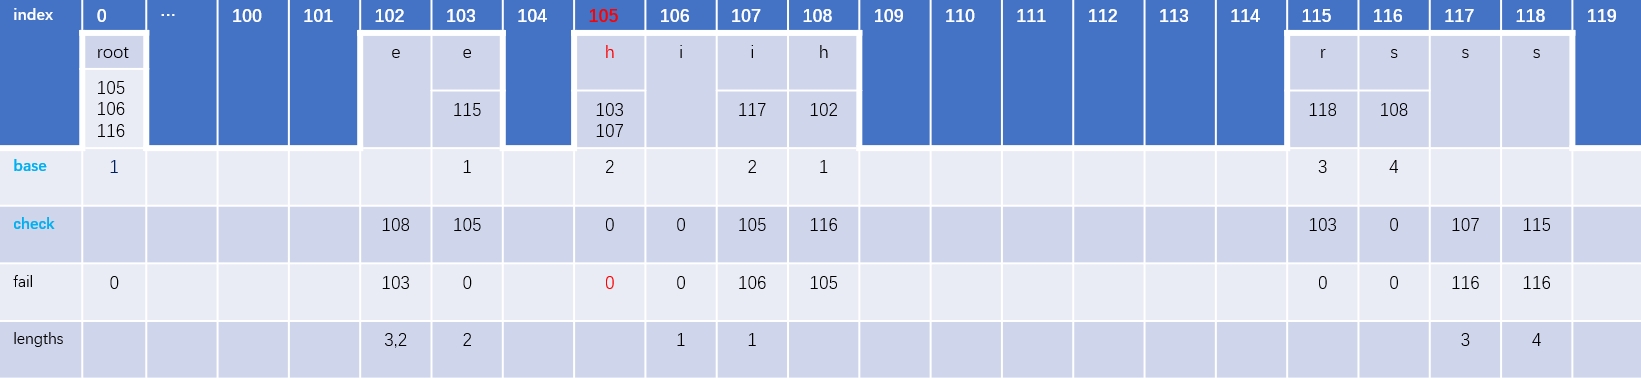 index 0 ... 100 101 102 103 104 105 106 107 108 109 110 111 112 113 114 115 116 117 118 119
root e e h i i h r s s s
105 115 103 117 102 118 108
106 107
116
base 1 1 2 2 1 3 4
check 108 105 0 0 105 116 103 0 107 115
fail 0 103 0 0 0 106 105 0 0 116 116
lengths 3,2 2 1 1 3 4